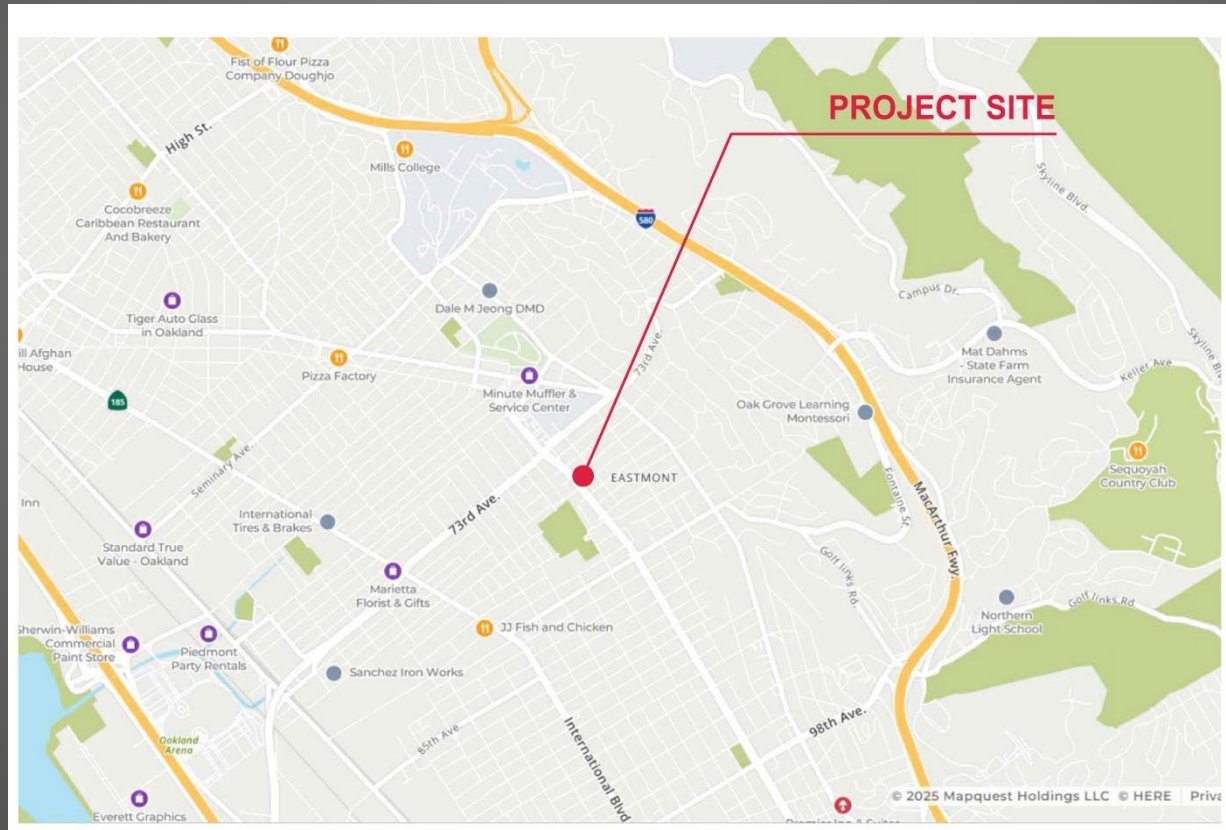 Fist of Flour Pizza
Company Doughjo
PROJECT SITE
High St.
Mills College
Skyline Blvd.
Cocobreeze
Caribbean Restaurant
And Bakery
580
Campus Dr.
Dale M Jeong DMD
Tiger Auto Glass
in Oakland
Skyline Blv
73rd Ave.
ill Afghan
House
Mat Dahms
- State Farm
Insurance Agent
Keller Ave.
Pizza Factory
185
Minute Muffler &
Service Center
Oak Grove Learning
Montessori
Seminary Ave.
EASTMONT
Sequoyah
Country Club
Inn
73rd Ave.
Fontaine St.
International
Tires & Brakes
MacArthur Fwy.
Standard True
Value - Oakland
Golf links Rd.
Marietta
Florist & Gifts
Golf links Rd
Northern
Light School
JJ Fish and Chicken
Sherwin-Williams
Commercial
Paint Store
Piedmont
Party Rentals
Sanchez Iron Works
98th Ave.
85th Ave.
International Blvd
Oakland
Arena
© 2025 Mapquest Holdings LLC © HERE Priva
Everett Graphics
Premier Inn & Suites